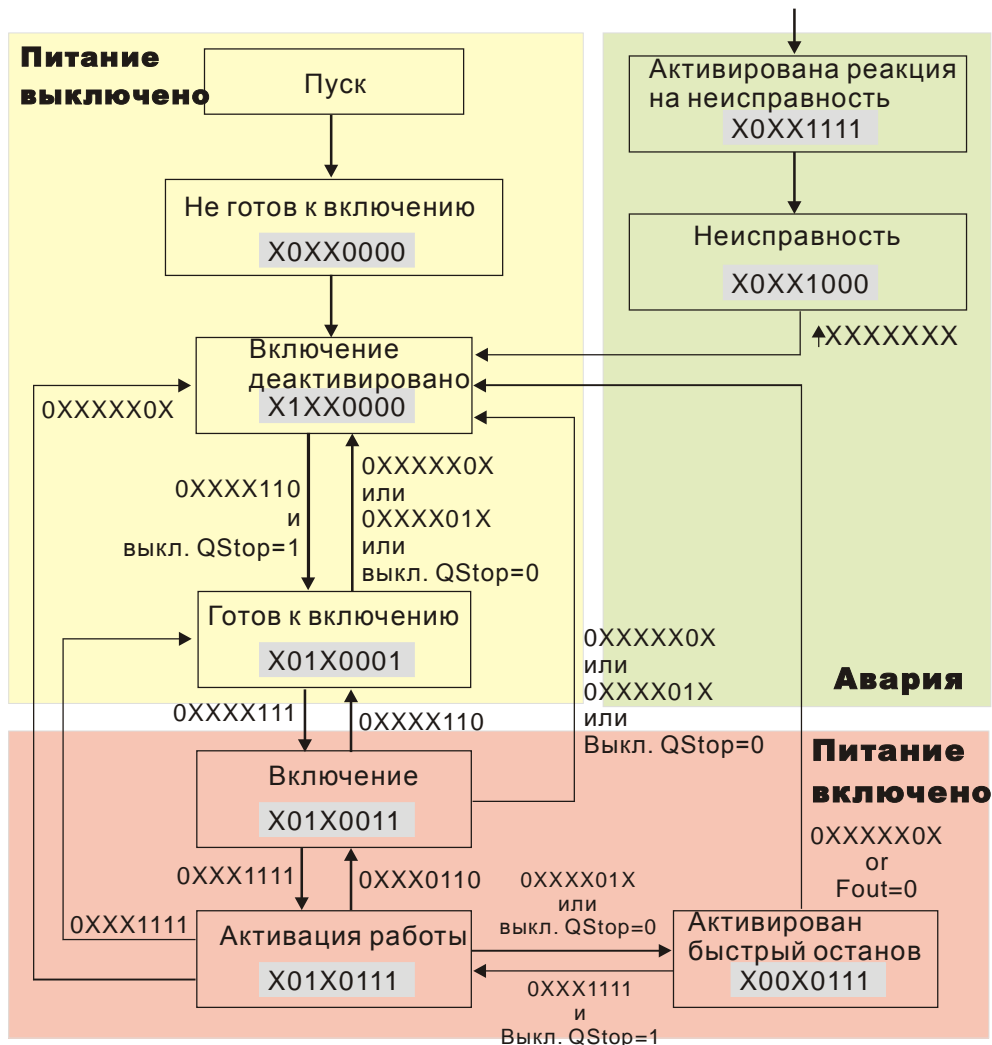 Питание
выключено
Пуск
Не готов к включению
X0XX0000
Включение
деактивировано
X1XX0000
0XXXXX0X
0XXXX110
и
выкл. QStop=1
0XXXXX0X
или
0XXXX01X
или
выкл. QStop=0
Готов к включению
X01X0001
0XXXX111
0XXXX110
Активирована реакция
на неисправность
X0XX1111
Неисправность
X0XX1000
XXXXXXX
Авария
0XXXXX0X
или
0XXXX01X
или
Выкл. QStop=0
Питание
включено
Включение
X01X0011
0XXX1111
0XXX0110
0XXX1111
Активация работы
X01X0111
0XXXX01X
или
выкл. QStop=0
0XXX1111
и
Выкл. QStop=1
0XXXXX0X
or
Fout=0
Активирован
быстрый останов
X00X0111